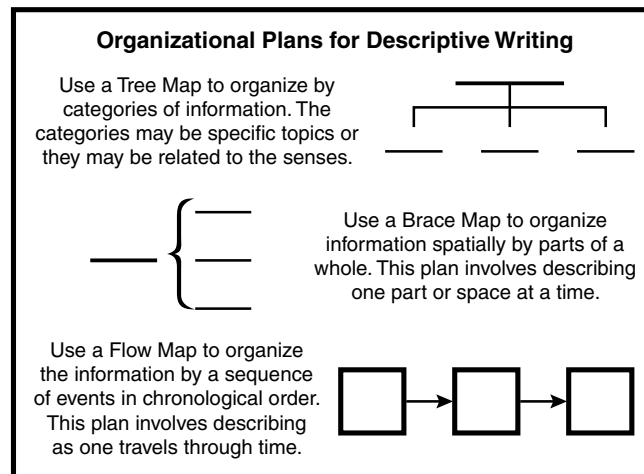 Organizational Plans for Descriptive Writing
Use a Tree Map to organize by
categories of information. The
categories may be specific topics or
they may be related to the senses.
Use a Brace Map to organize
information spatially by parts of a
whole. This plan involves describing
one part or space at a time.
Use a Flow Map to organize
the information by a sequence
of events in chronological order.
This plan involves describing
as one travels through time.